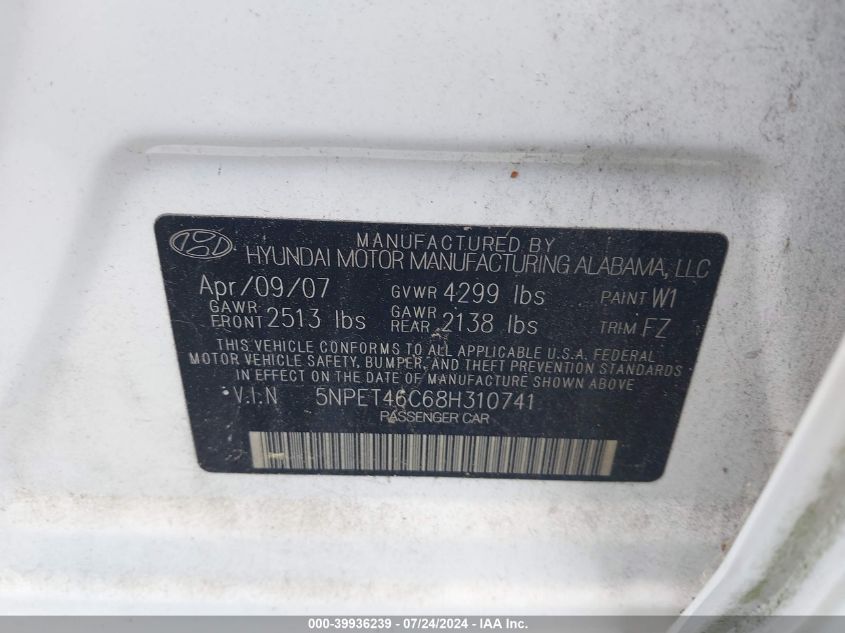 MANUFACTURED BY
HYUNDAI MOTOR MANUFACTURING ALABAMA, LLC
Apr/09/07 GVWR 4299 lbs PAINT W1
GAWR FRONT 2513 lbs GAWR REAR 2138 lbs TRIM FZ
THIS VEHICLE CONFORMS TO ALL APPLICABLE U.S.A. FEDERAL
MOTOR VEHICLE SAFETY, BUMPER, AND THEFT PREVENTION STANDARDS
IN EFFECT ON THE DATE OF MANUFACTURE SHOWN ABOVE.
•V.I.N 5NPET46C68H310741
PASSENGER CAR
000-39936239 - 07/24/2024 - IAA Inc.